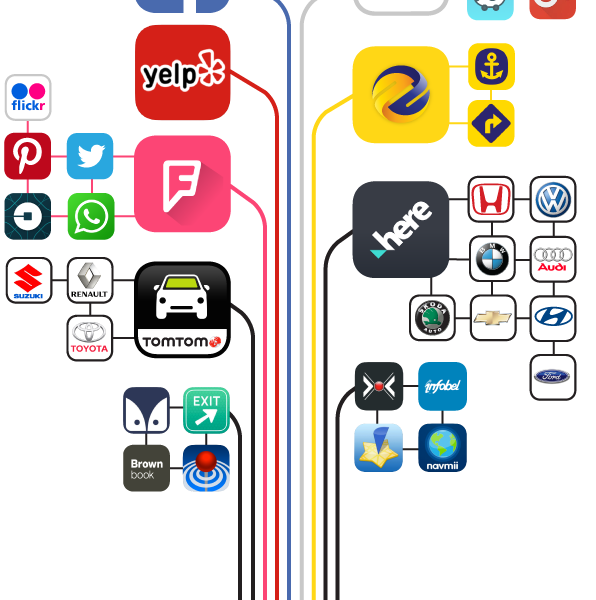 yelp
flickr
here
BMW
Audi
SUZUKI
RENAULT
TOMTOM
ŠKODA
AUTO
TOYOTA
Ford
EXIT
infobel
Brown
book
navmii